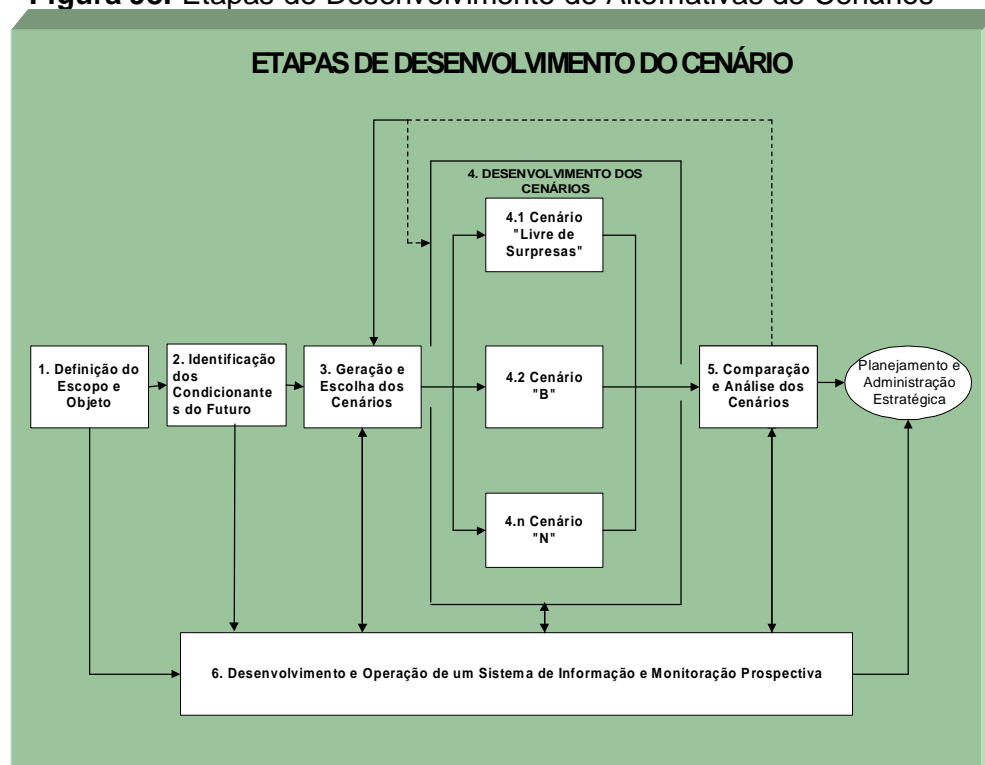 Figura 38. Etapas do Desenvolvimento de Alternativas de Cenários
ETAPAS DE DESENVOLVIMENTO DO CENÁRIO
4. DESENVOLVIMENTO DOS
CENÁRIOS
4.1 Cenário
"Livre de
Surpresas"
1. Definição do
Escopo e
Objeto
2. Identificação
dos
Condicionante
s do Futuro
3. Geração e
Escolha dos
Cenários
4.2 Cenário
"B"
5. Comparação
e Análise dos
Cenários
Planejamento e
Administração
Estratégica
4.n Cenário
"N"
6. Desenvolvimento e Operação de um Sistema de Informação e Monitoração Prospectiva